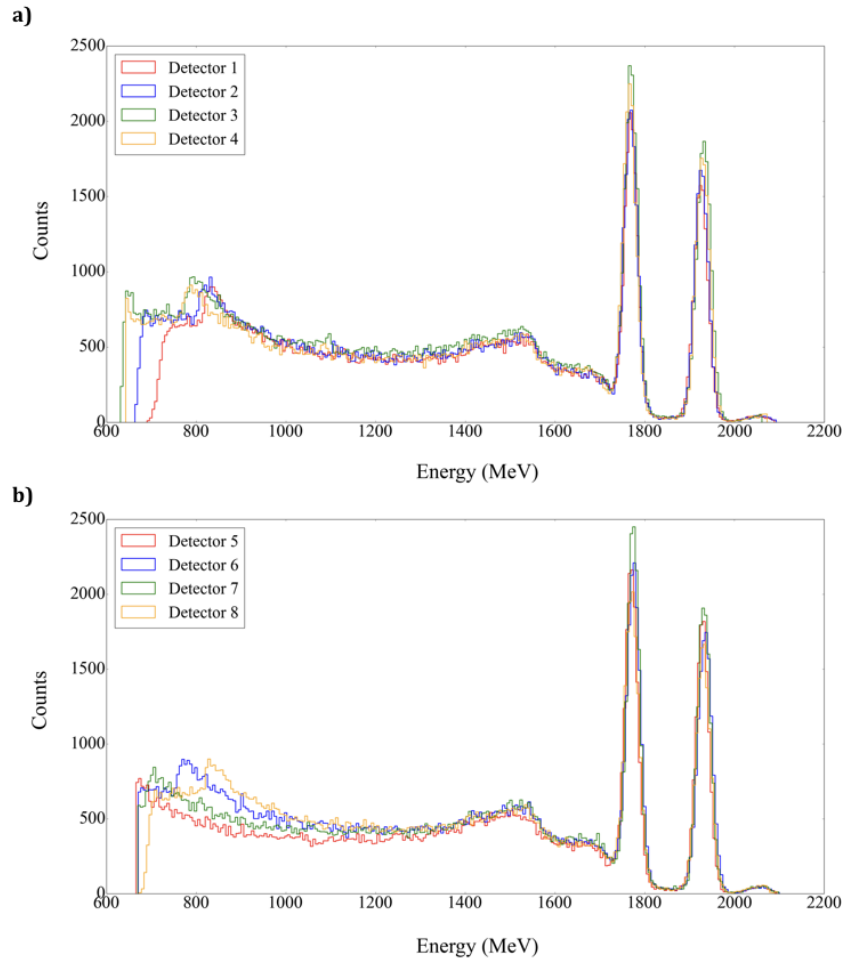 a)
2500
2000
1500
1000
500
0
Counts
Detector 1
Detector 2
Detector 3
Detector 4
600 800 1000 1200 1400 1600 1800 2000 2200
Energy (MeV)
b)
2500
2000
1500
1000
500
0
Counts
Detector 5
Detector 6
Detector 7
Detector 8
600 800 1000 1200 1400 1600 1800 2000 2200
Energy (MeV)